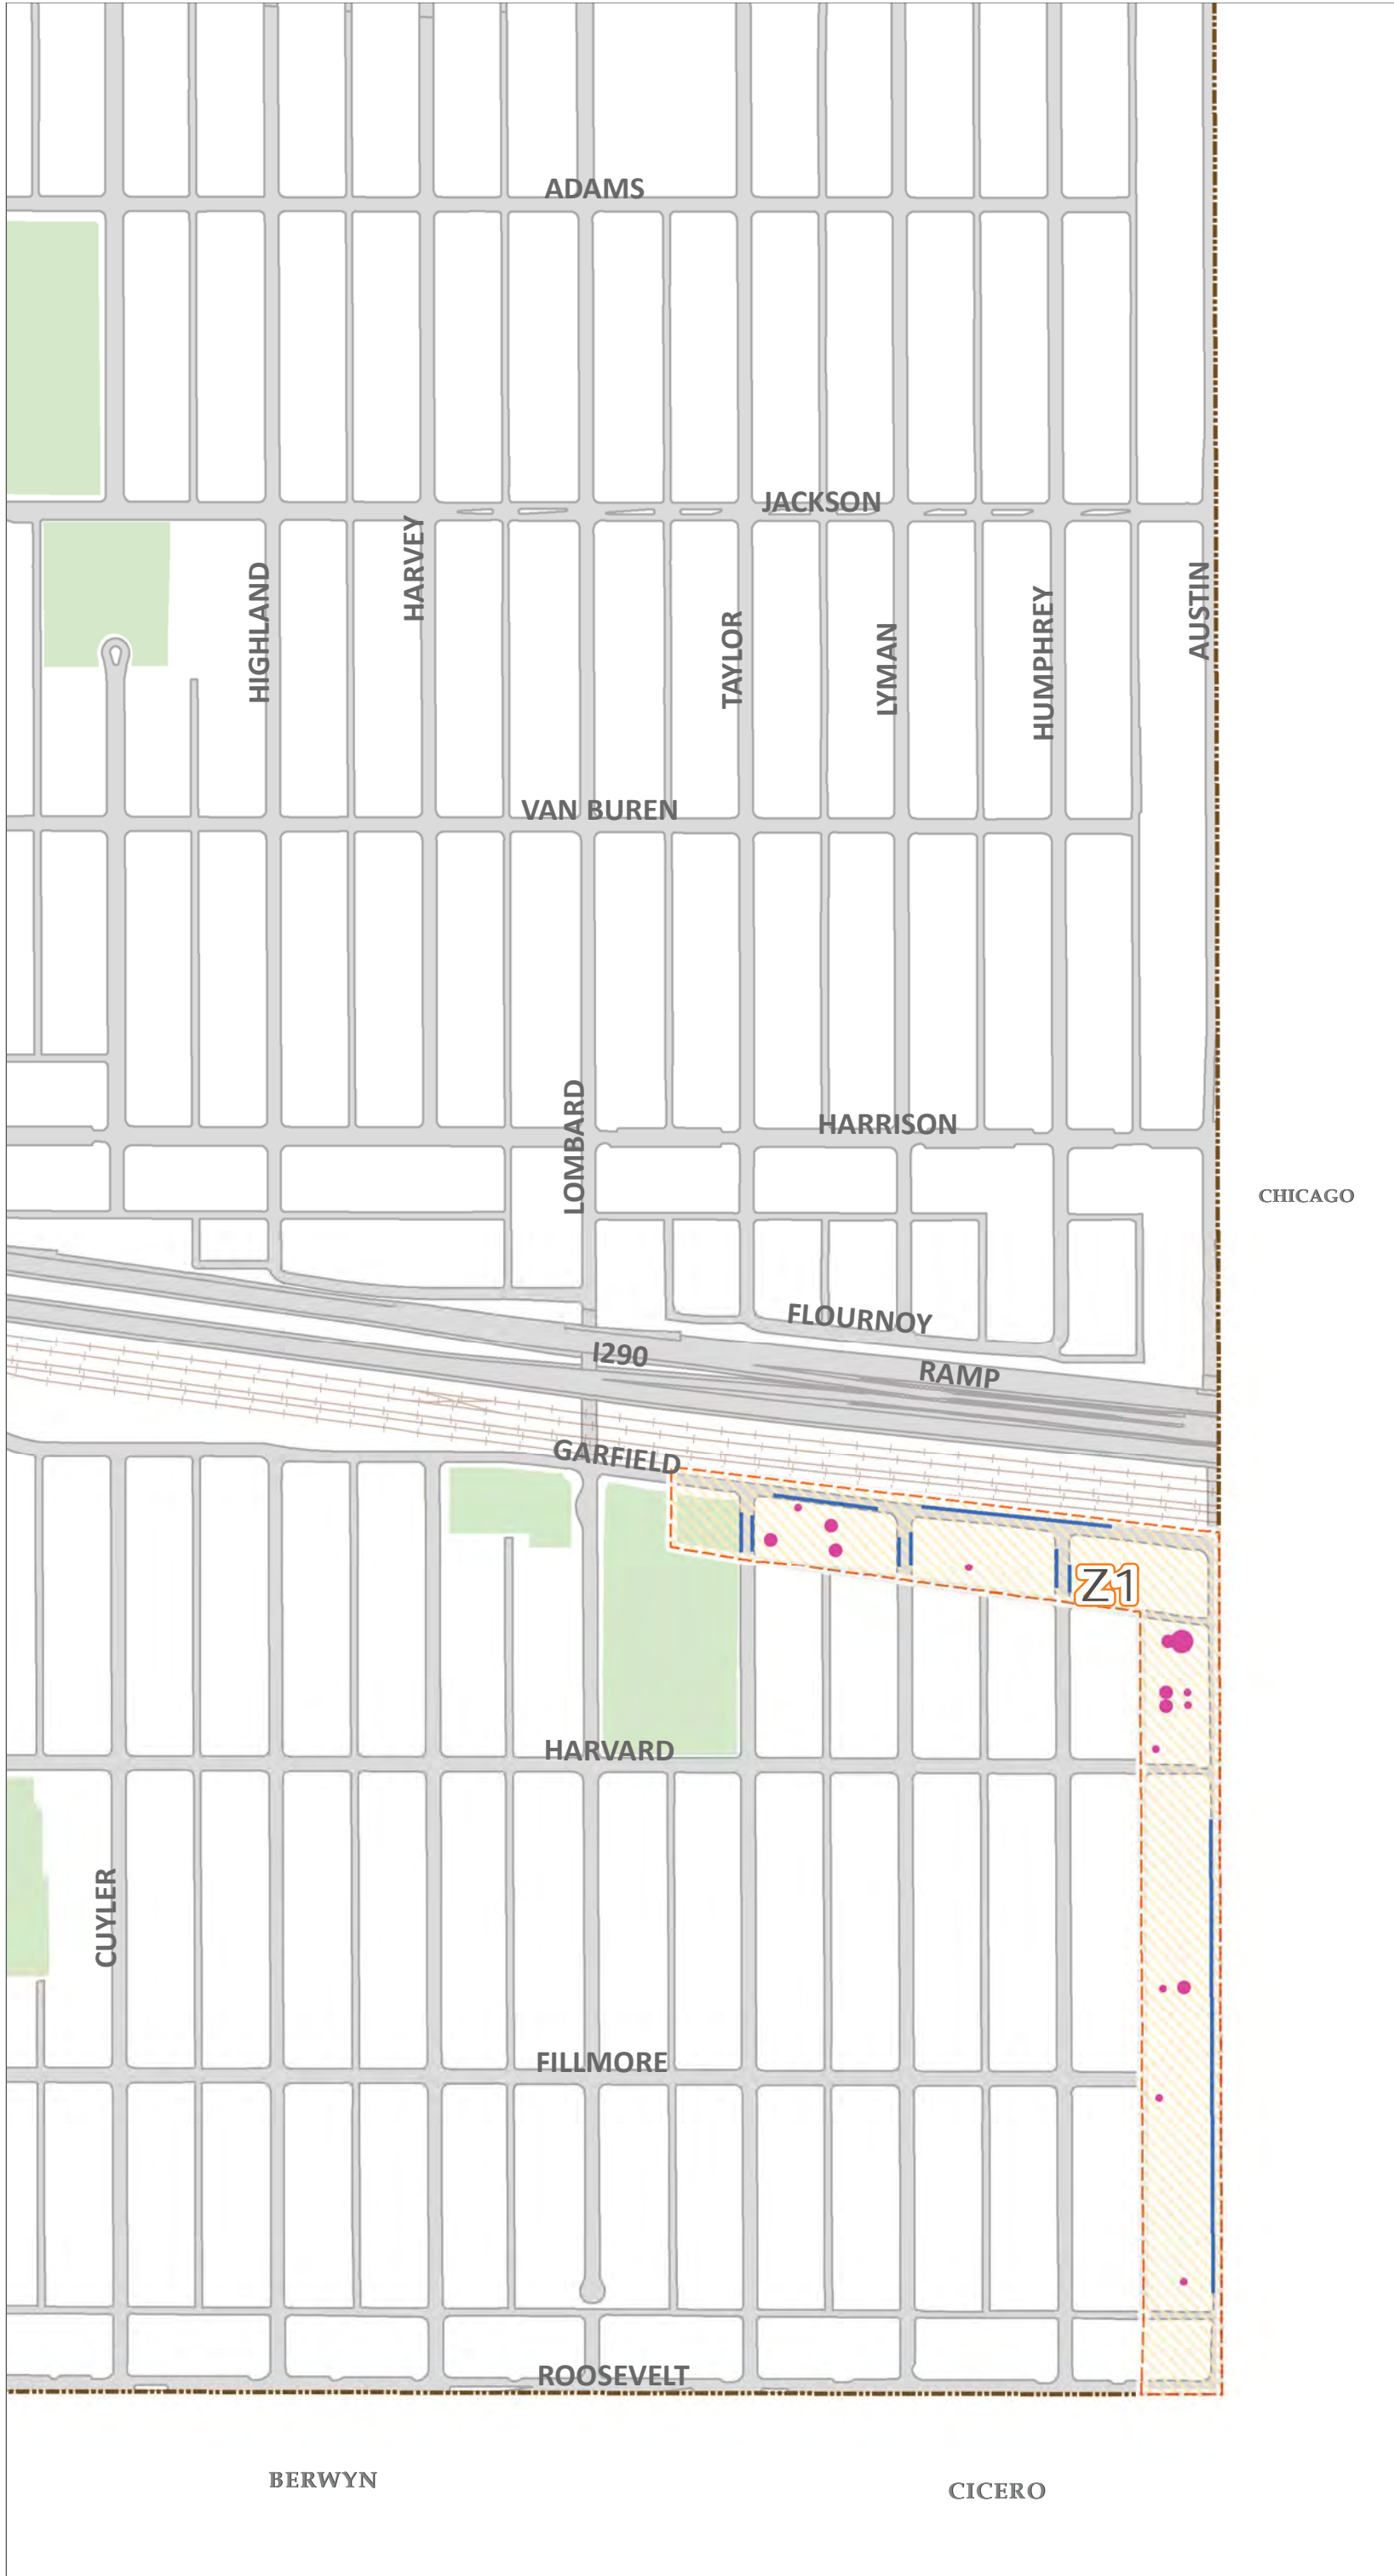 ADAMS
JACKSON
HARVEY
HIGHLAND
AUSTIN
HUMPHREY
TAYLOR
LYMAN
VAN BUREN
LOMBARD
HARRISON
CHICAGO
FLOURNOY
I290
RAMP
GARFIELD
Z1
HARVARD
CUYLER
FILLMORE
ROOSEVELT
BERWYN
CICERO